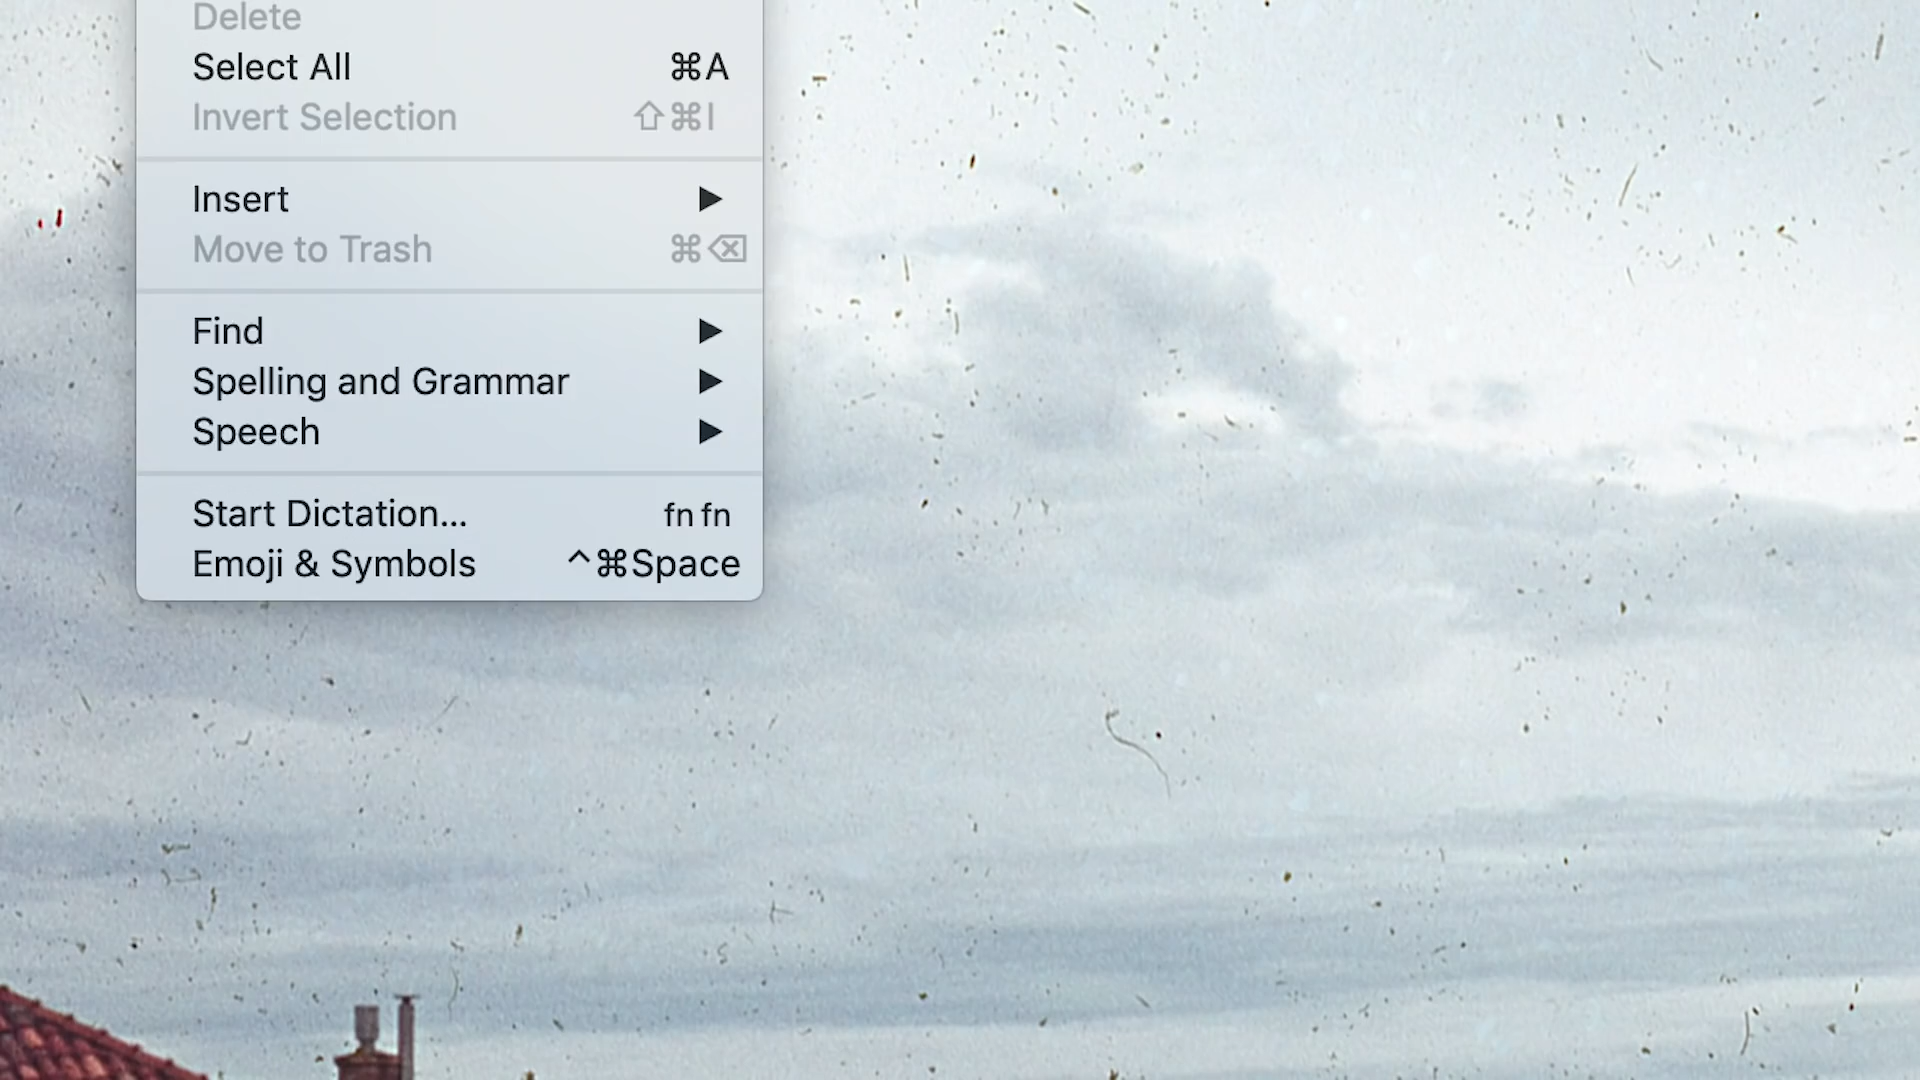 Delete
Select All ⌘A
Invert Selection ⇧⌘I
Insert ▶
Move to Trash ⌘⌫
Find ▶
Spelling and Grammar ▶
Speech ▶
Start Dictation... fn fn
Emoji & Symbols ^⌘Space